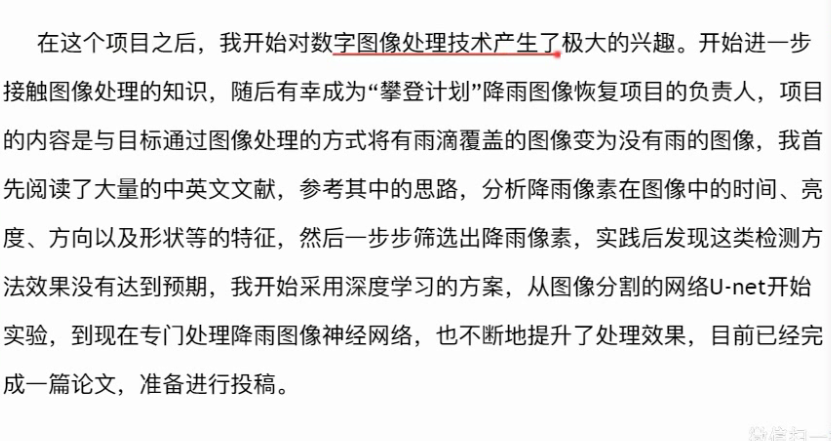 在这个项目之后，我开始对数字图像处理技术产生了极大的兴趣。开始进一步
接触图像处理的知识，随后有幸成为“攀登计划”降雨图像恢复项目的负责人，项目
的内容是与目标通过图像处理的方式将有雨滴覆盖的图像变为没有雨的图像，我首
先阅读了大量的中英文文献，参考其中的思路，分析降雨像素在图像中的时间、亮
度、方向以及形状等的特征，然后一步步筛选出降雨像素，实践后发现这类检测方
法效果没有达到预期，我开始采用深度学习的方案，从图像分割的网络U-net开始
实验，到现在专门处理降雨图像神经网络，也不断地提升了处理效果，目前已经完
成一篇论文，准备进行投稿。